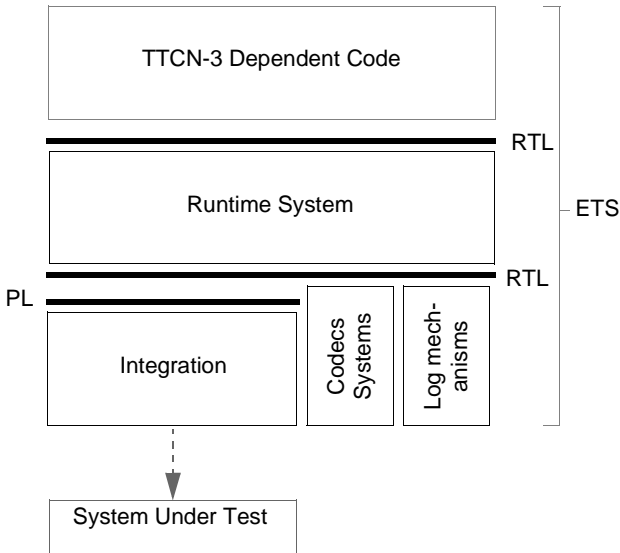 TTCN-3 Dependent Code
RTL
Runtime System
ETS
RTL
PL
Integration
Codecs
Systems
Log mech-
anisms
System Under Test